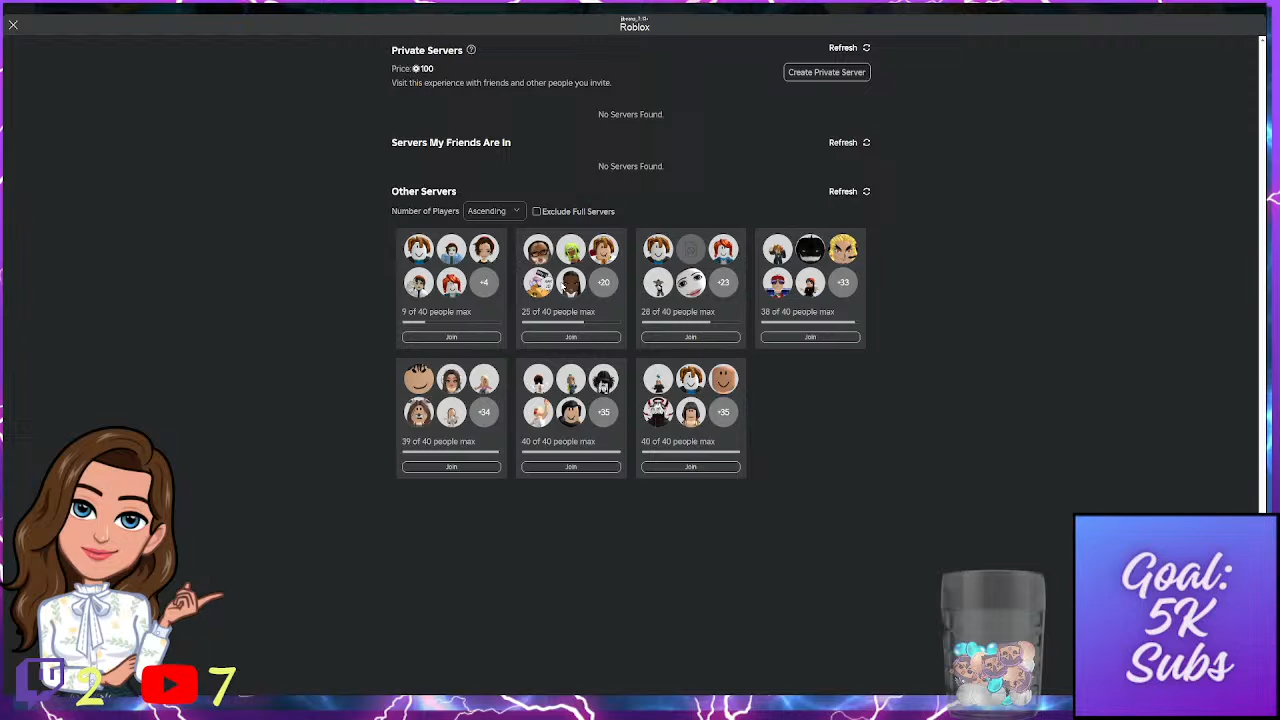 Roblox
Private Servers
Refresh
Price: 100
Create Private Server
Visit this experience with friends and other people you invite.
No Servers Found.
Servers My Friends Are In
Refresh
No Servers Found.
Other Servers
Refresh
Number of Players Ascending Exclude Full Servers
+4 +20 +23 +33
9 of 40 people max 25 of 40 people max 28 of 40 people max 38 of 40 people max
Join Join Join Join
+34 +35 +35
39 of 40 people max 40 of 40 people max 40 of 40 people max
Join Join Join
Goal:
5K
Subs
2 7